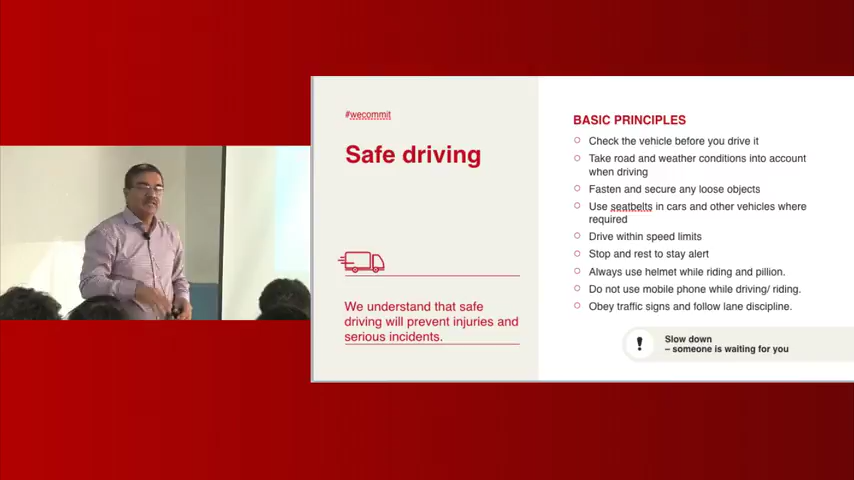 #wecommit
Safe driving
We understand that safe
driving will prevent injuries and
serious incidents.
BASIC PRINCIPLES
Check the vehicle before you drive it
Take road and weather conditions into account
when driving
Fasten and secure any loose objects
Use seatbelts in cars and other vehicles where
required
Drive within speed limits
Stop and rest to stay alert
Always use helmet while riding and pillion.
Do not use mobile phone while driving/ riding.
Obey traffic signs and follow lane discipline.
!
Slow down
– someone is waiting for you